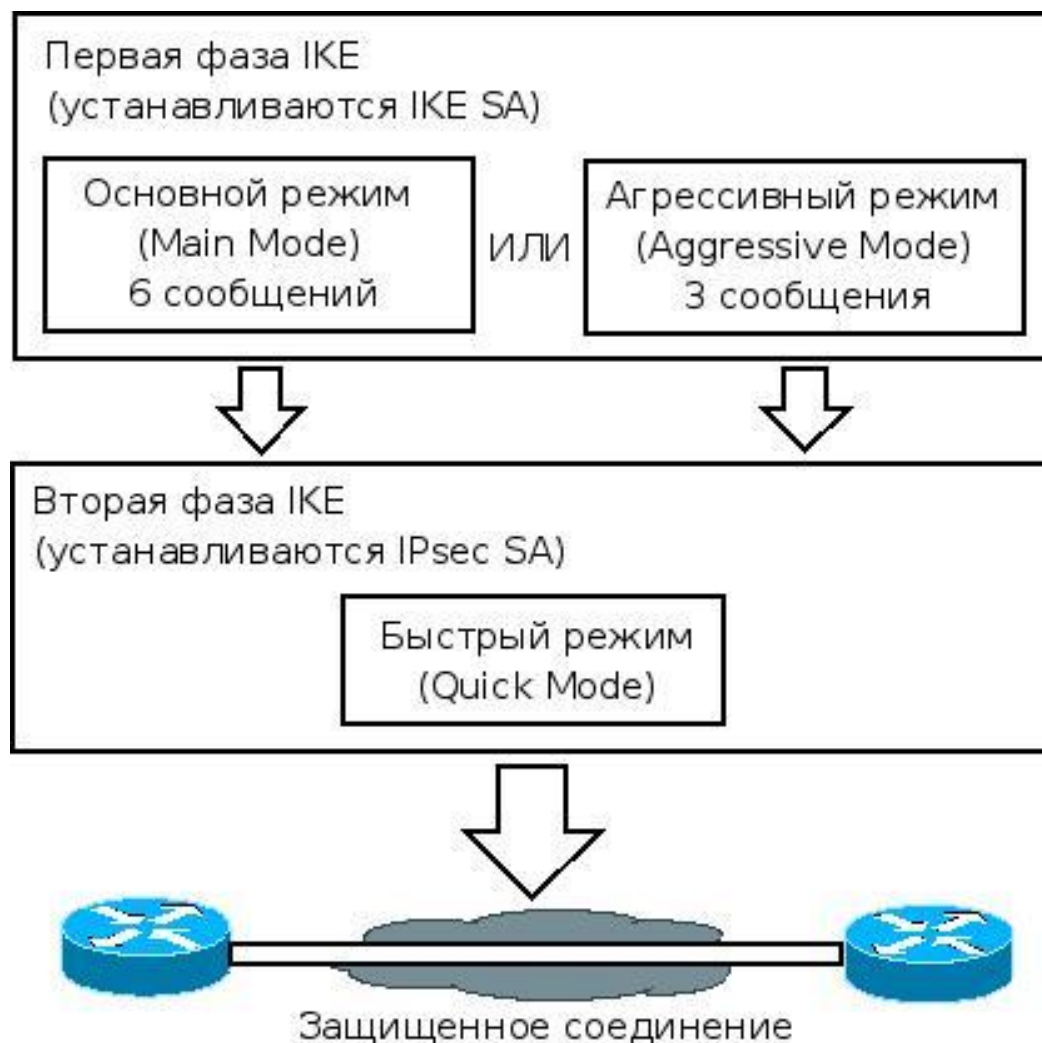 Первая фаза IKE
(устанавливаются IKE SA)
Основной режим
(Main Mode)
6 сообщений
ИЛИ
Агрессивный режим
(Aggressive Mode)
3 сообщения
Вторая фаза IKE
(устанавливаются IPsec SA)
Быстрый режим
(Quick Mode)
Защищенное соединение